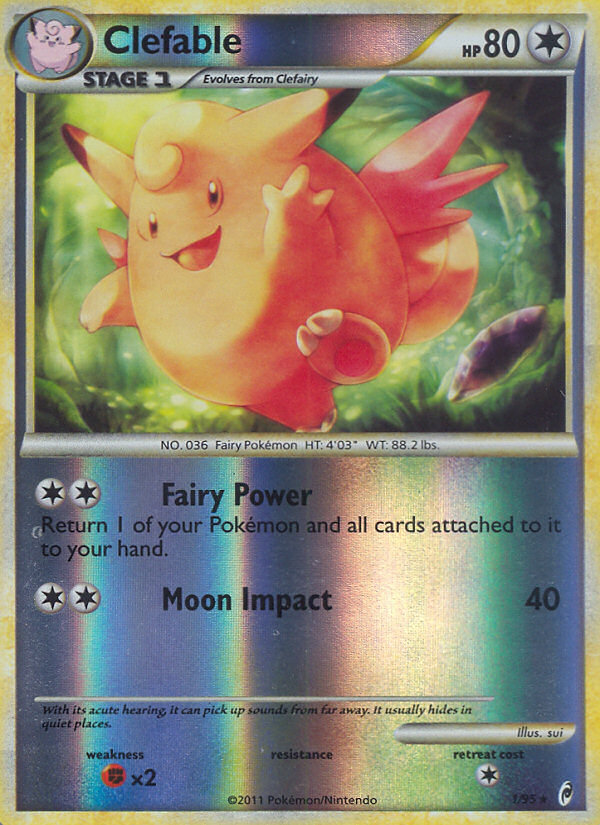 Clefable
HP 80
STAGE 1
Evolves from Clefairy
NO. 036 Fairy Pokémon HT: 4'03" WT: 88.2 lbs.
Fairy Power
Return 1 of your Pokémon and all cards attached to it
to your hand.
Moon Impact 40
With its acute hearing, it can pick up sounds from far away. It usually hides in
quiet places.
Illus. sui
weakness resistance retreat cost
×2
©2011 Pokémon/Nintendo 1/95 ★